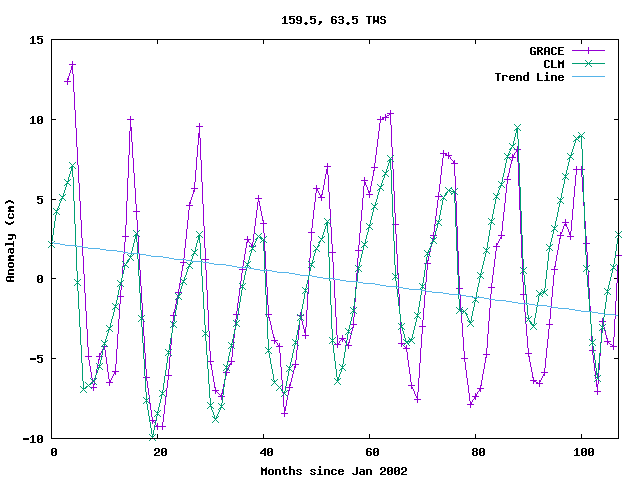 159.5, 63.5 TWS
GRACE
CLM
Trend Line
15
10
5
0
-5
-10
Anomaly (cm)
0 20 40 60 80 100
Months since Jan 2002